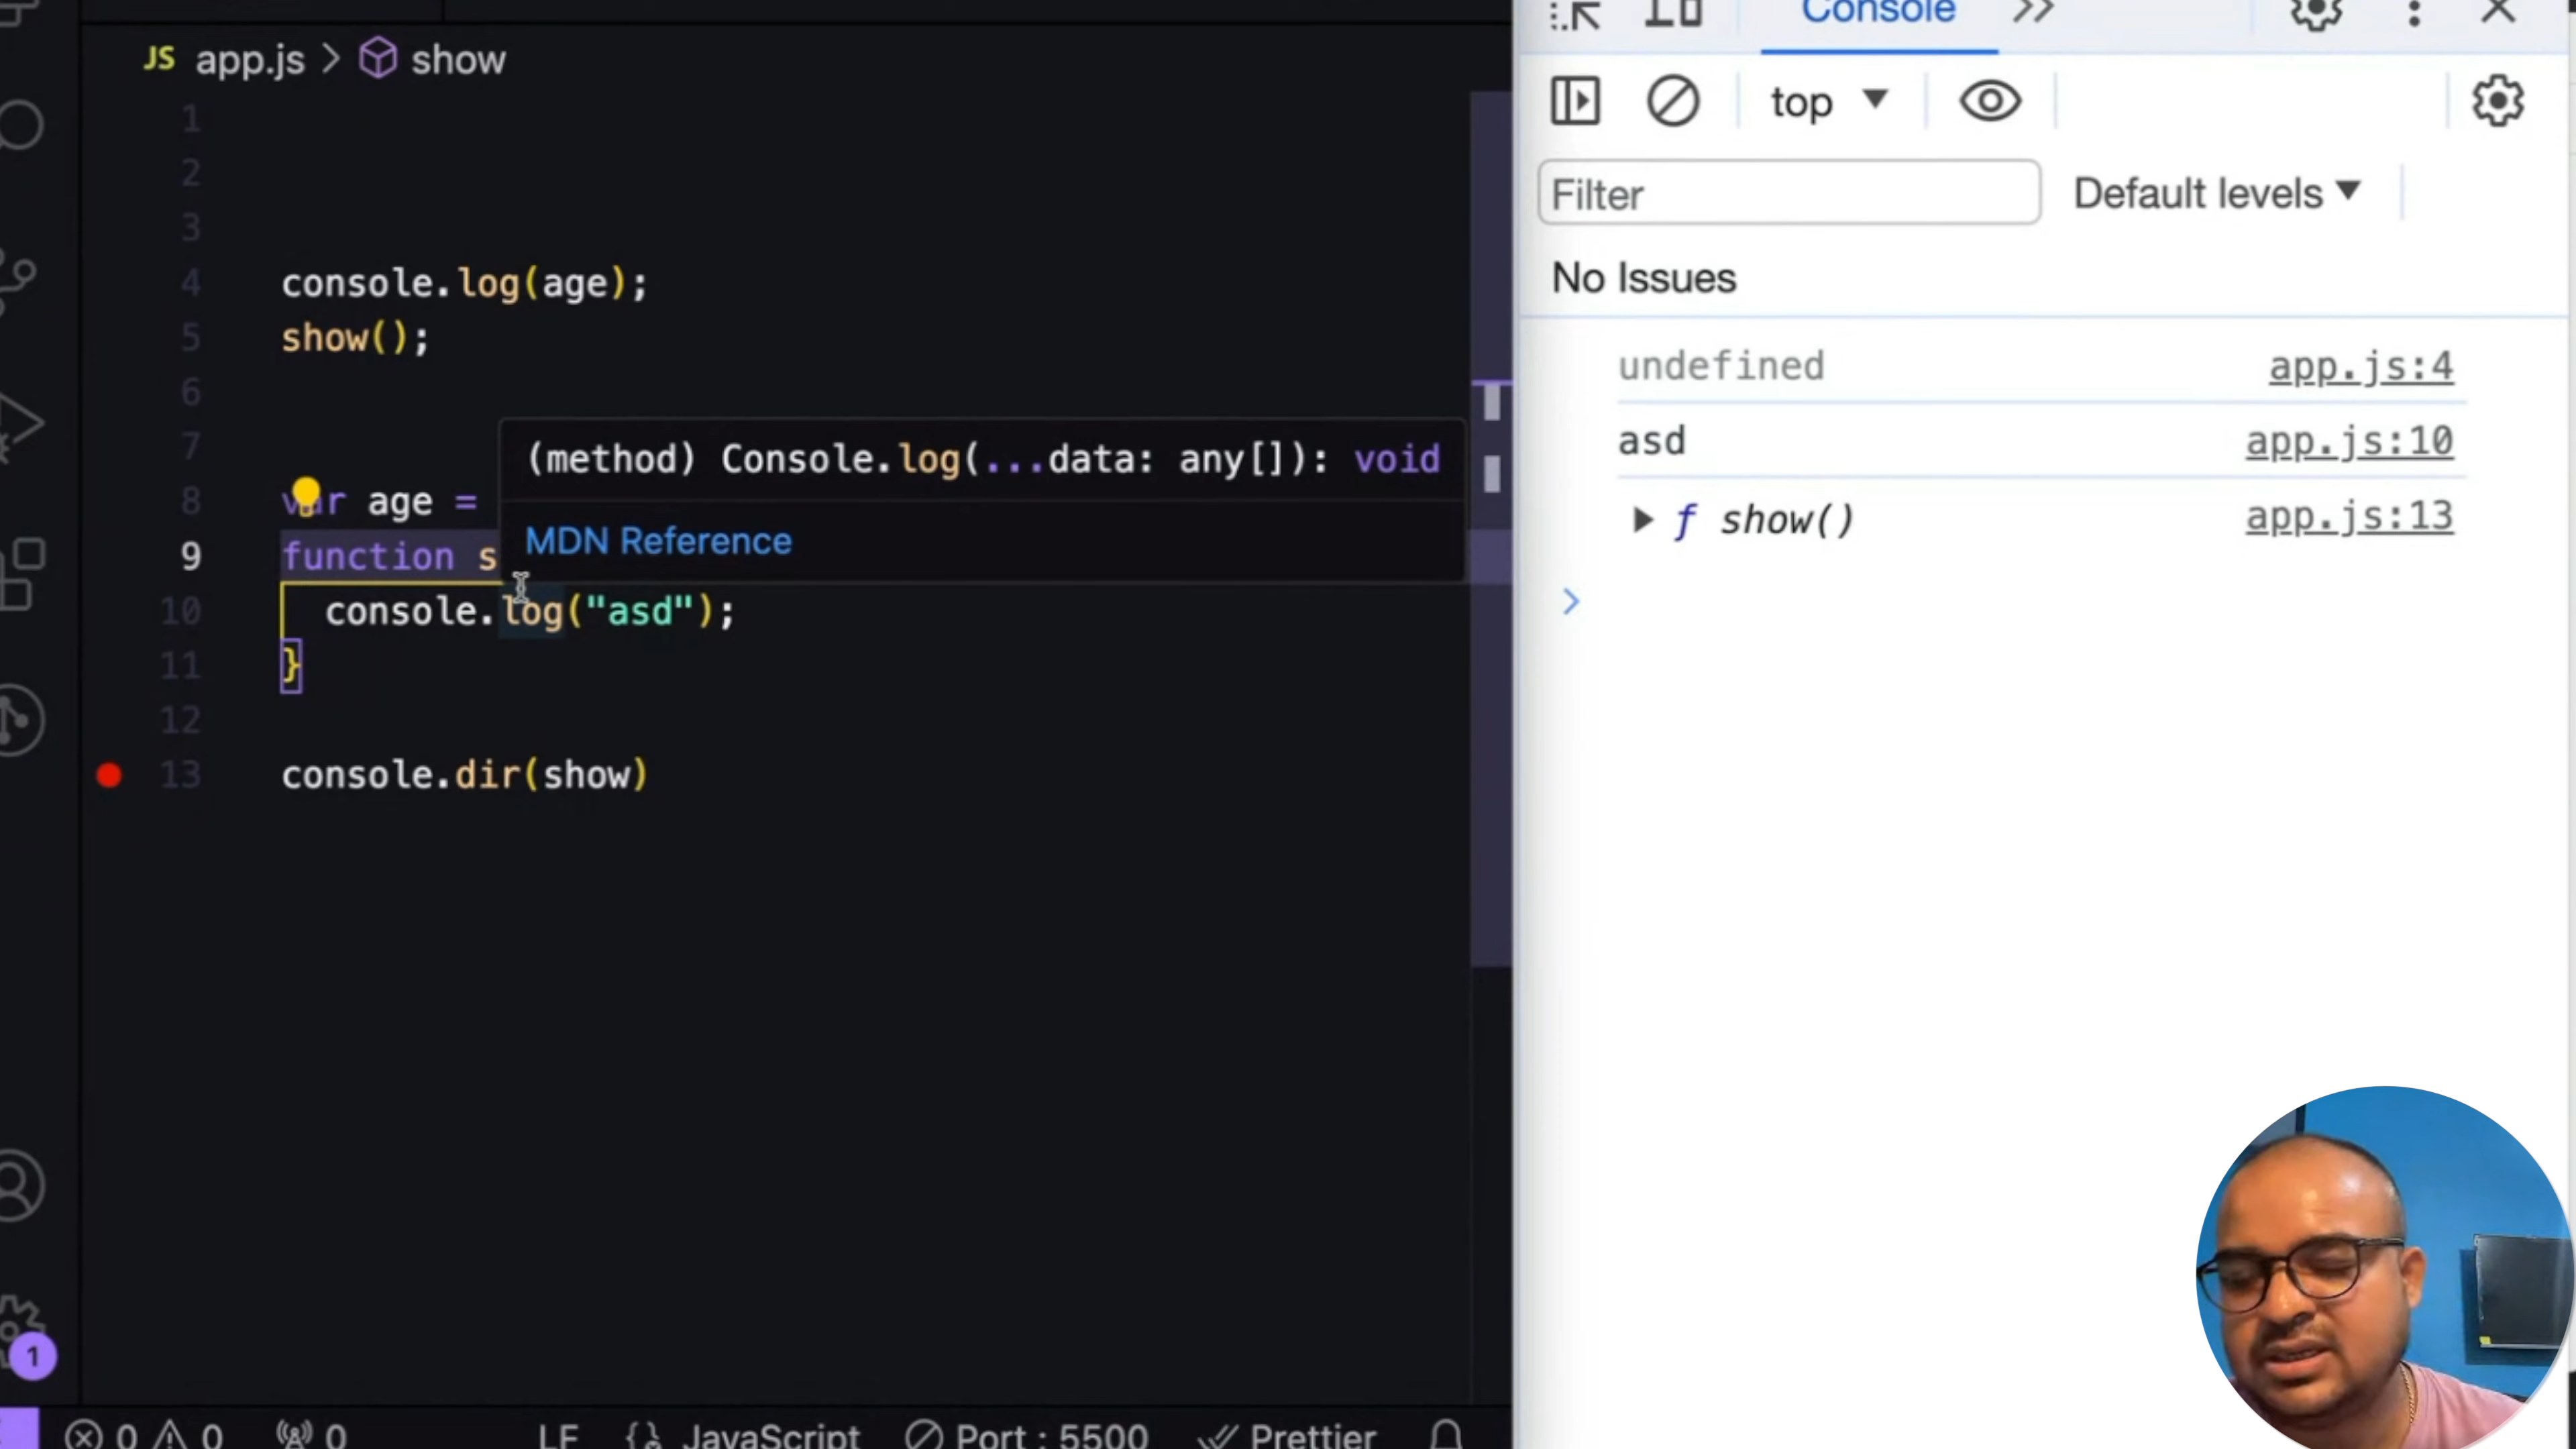 JS app.js > show
1
2
3
4 console.log(age);
5 show();
6
7
8 var age =
9 function s
10 console.log("asd");
11 }
12
13 console.dir(show)
(method) Console.log(...data: any[]): void
MDN Reference
1
0 0 0 LF {} JavaScript Port : 5500 Prettier
Console >>
top
Filter Default levels
No Issues
undefined app.js:4
asd app.js:10
f show() app.js:13
>